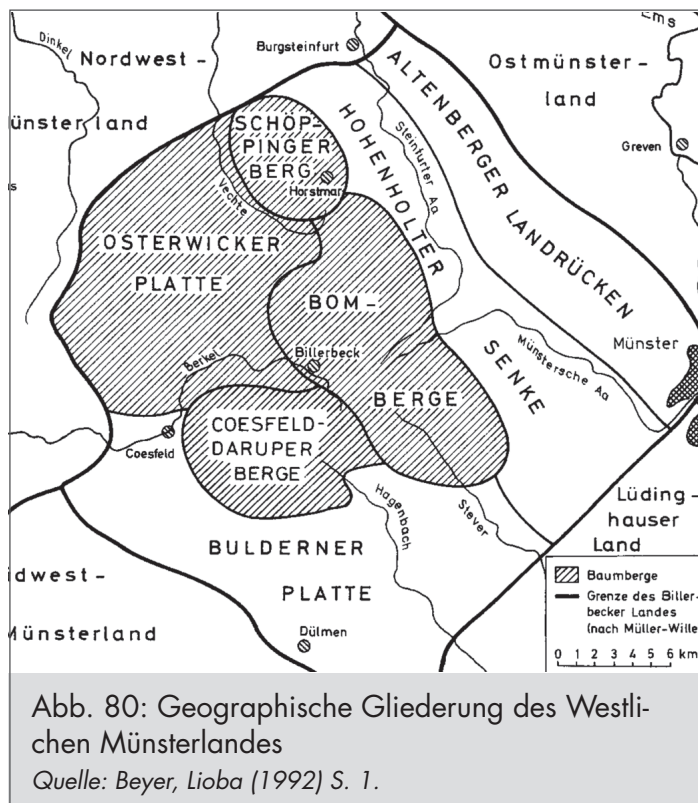 Dinkel
Nordwest-
ünsterland
s
Burgsteinfurt
Ems
Ostmünster-
land
Greven
ALTENBERGER LANDRÜCKEN
SCHÖP-
PINGER
BERG
Horstmar
Vechte
HOHENHOLTER
SENKE
Steinfurter Aa
OSTERWICKER
PLATTE
BOM-
BERGE
Berkel
Billerbeck
Münstersche Aa
Münster
Coesfeld
COESFELD-
DARUPER
BERGE
Hagenbach
Stever
Lüding-
hauser
Land
BULDERNER
PLATTE
üdwest-
Münsterland
Dülmen
Baumberge
Grenze des Biller-
becker Landes
(nach Müller-Wille
0 1 2 3 4 5 6 km
Abb. 80: Geographische Gliederung des Westli-
chen Münsterlandes
Quelle: Beyer, Lioba (1992) S. 1.